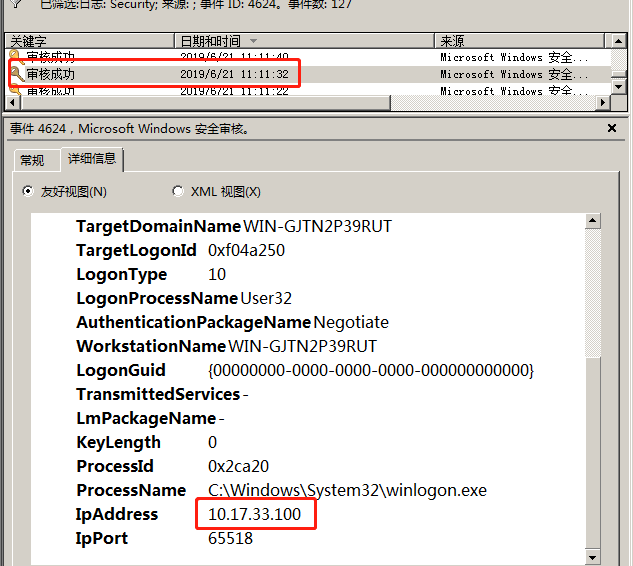 已筛选:日志: Security; 来源: ; 事件 ID: 4624。事件数: 127
关键字 日期和时间 来源
审核成功 2019/6/21 11:11:40 Microsoft Windows 安全...
审核成功 2019/6/21 11:11:32 Microsoft Windows 安全...
审核成功 2019/6/21 11:11:22 Microsoft Windows 安全...
事件 4624，Microsoft Windows 安全审核。
常规 详细信息
友好视图(N) XML 视图(X)
TargetDomainName WIN-GJTN2P39RUT
TargetLogonId 0xf04a250
LogonType 10
LogonProcessName User32
AuthenticationPackageName Negotiate
WorkstationName WIN-GJTN2P39RUT
LogonGuid {00000000-0000-0000-0000-000000000000}
TransmittedServices -
LmPackageName -
KeyLength 0
ProcessId 0x2ca20
ProcessName C:\Windows\System32\winlogon.exe
IpAddress 10.17.33.100
IpPort 65518